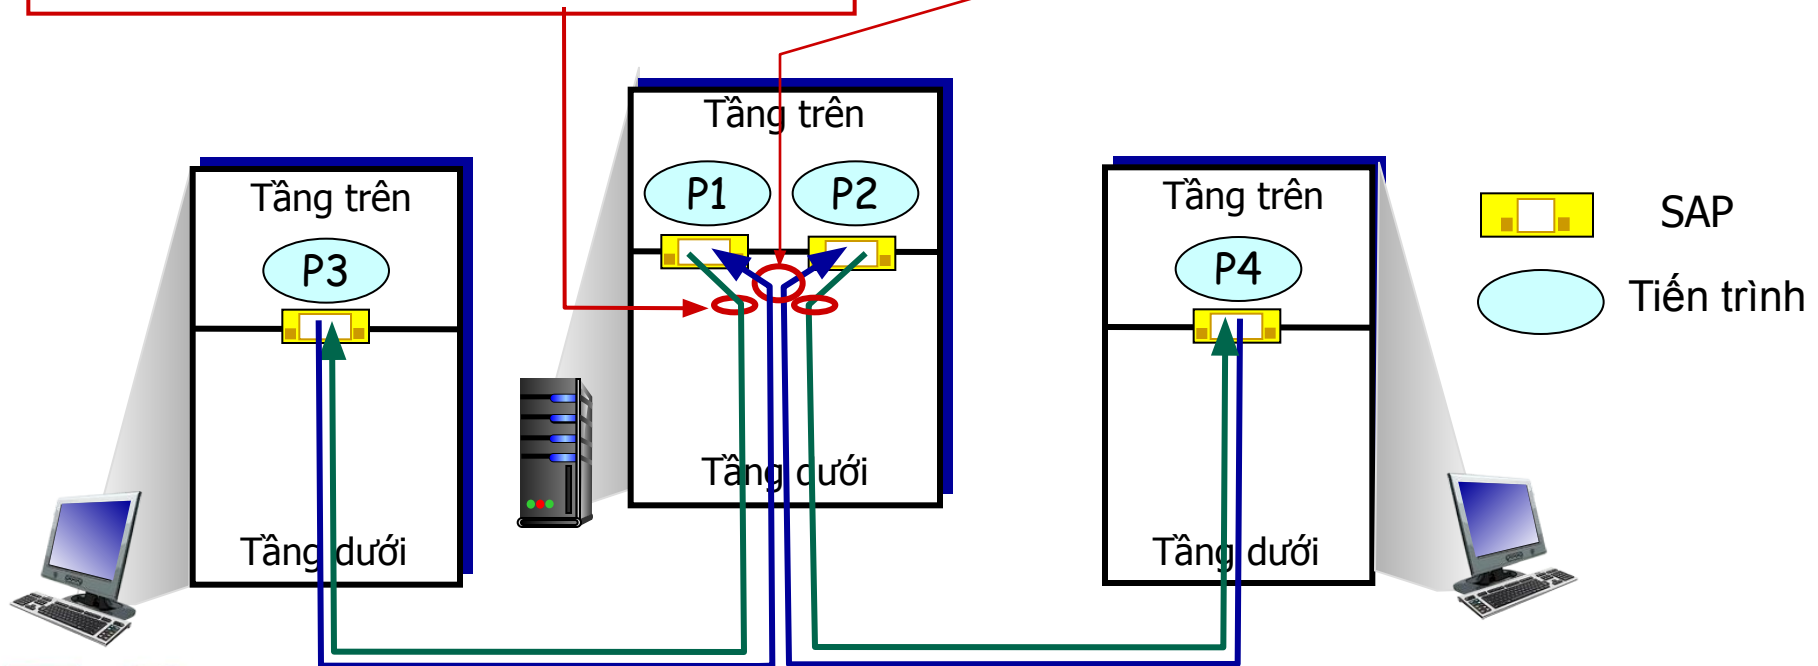 Tầng trên
P1
P2
Tầng dưới
Tầng trên
P3
Tầng dưới
Tầng trên
P4
Tầng dưới
SAP
Tiến trình